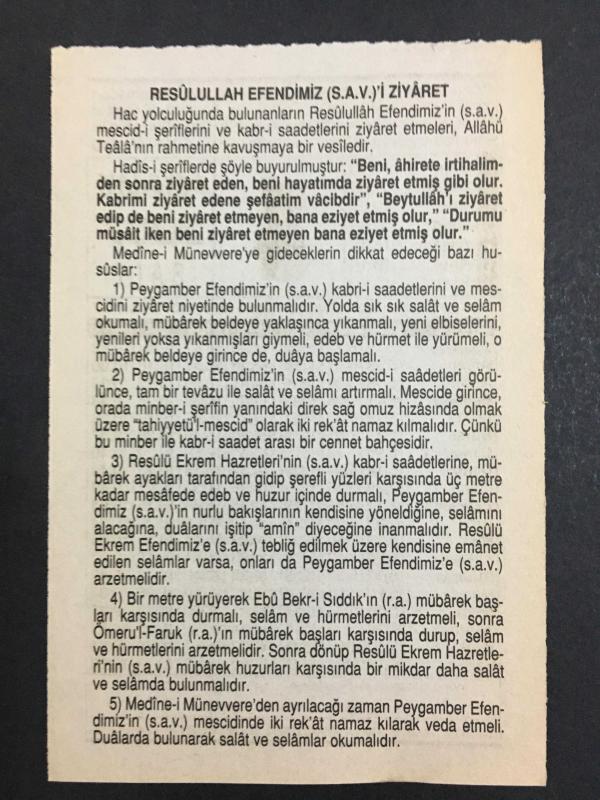 RESÛLULLAH EFENDİMİZ (S.A.V.)'İ ZİYÂRET
Hac yolculuğunda bulunanların Resûlullâh Efendimiz'in (s.a.v.)
mescid-i şerîflerini ve kabr-i saadetlerini ziyâret etmeleri, Allâhü
Teâlâ'nın rahmetine kavuşmaya bir vesîledir.
Hadîs-i şerîflerde şöyle buyurulmuştur: “Beni, âhirete irtihalim-
den sonra ziyâret eden, beni hayatımda ziyâret etmiş gibi olur.
Kabrimi ziyâret edene şefâatim vâcibdir”, “Beytullâh'ı ziyâret
edip de beni ziyâret etmeyen, bana eziyet etmiş olur,” “Durumu
müsâit iken beni ziyâret etmeyen bana eziyet etmiş olur.”
Medîne-i Münevvere'ye gideceklerin dikkat edeceği bazı hu-
sûslar:
1) Peygamber Efendimiz'in (s.a.v.) kabri-i saadetlerini ve mes-
cidini ziyâret niyetinde bulunmalıdır. Yolda sık sık salât ve selâm
okumalı, mübârek beldeye yaklaşınca yıkanmalı, yeni elbiselerini,
yenileri yoksa yıkanmışları giymeli, edeb ve hürmet ile yürümeli, o
mübârek beldeye girince de, duâya başlamalı.
2) Peygamber Efendimiz'in (s.a.v.) mescid-i saâdetleri görü-
lünce, tam bir tevâzu ile salât ve selâmı artırmalı. Mescide girince,
orada minber-i şerîfin yanındaki direk sağ omuz hizâsında olmak
üzere “tahiyyetü'l-mescid” olarak iki rek'ât namaz kılmalıdır. Çünkü
bu minber ile kabr-i saadet arası bir cennet bahçesidir.
3) Resûlü Ekrem Hazretleri'nin (s.a.v.) kabr-i saâdetlerine, mü-
bârek ayakları tarafından gidip şerefli yüzleri karşısında üç metre
kadar mesâfede edeb ve huzur içinde durmalı, Peygamber Efen-
dimiz (s.a.v.)'in nurlu bakışlarının kendisine yöneldiğine, selâmını
alacağına, duâlarını işitip “amîn” diyeceğine inanmalıdır. Resûlü
Ekrem Efendimiz'e (s.a.v.) tebliğ edilmek üzere kendisine emânet
edilen selâmlar varsa, onları da Peygamber Efendimiz'e (s.a.v.)
arzetmelidir.
4) Bir metre yürüyerek Ebû Bekr-i Sıddık'ın (r.a.) mübârek baş-
ları karşısında durmalı, selâm ve hürmetlerini arzetmeli, sonra
Ömeru'l-Faruk (r.a.)'ın mübârek başları karşısında durup, selâm
ve hürmetlerini arzetmelidir. Sonra dönüp Resûlü Ekrem Hazretle-
ri'nin (s.a.v.) mübârek huzurları karşısında bir mikdar daha salât
ve selâmda bulunmalıdır.
5) Medîne-i Münevvere'den ayrılacağı zaman Peygamber Efen-
dimiz'in (s.a.v.) mescidinde iki rek'ât namaz kılarak veda etmeli.
Duâlarda bulunarak salât ve selâmlar okumalıdır.